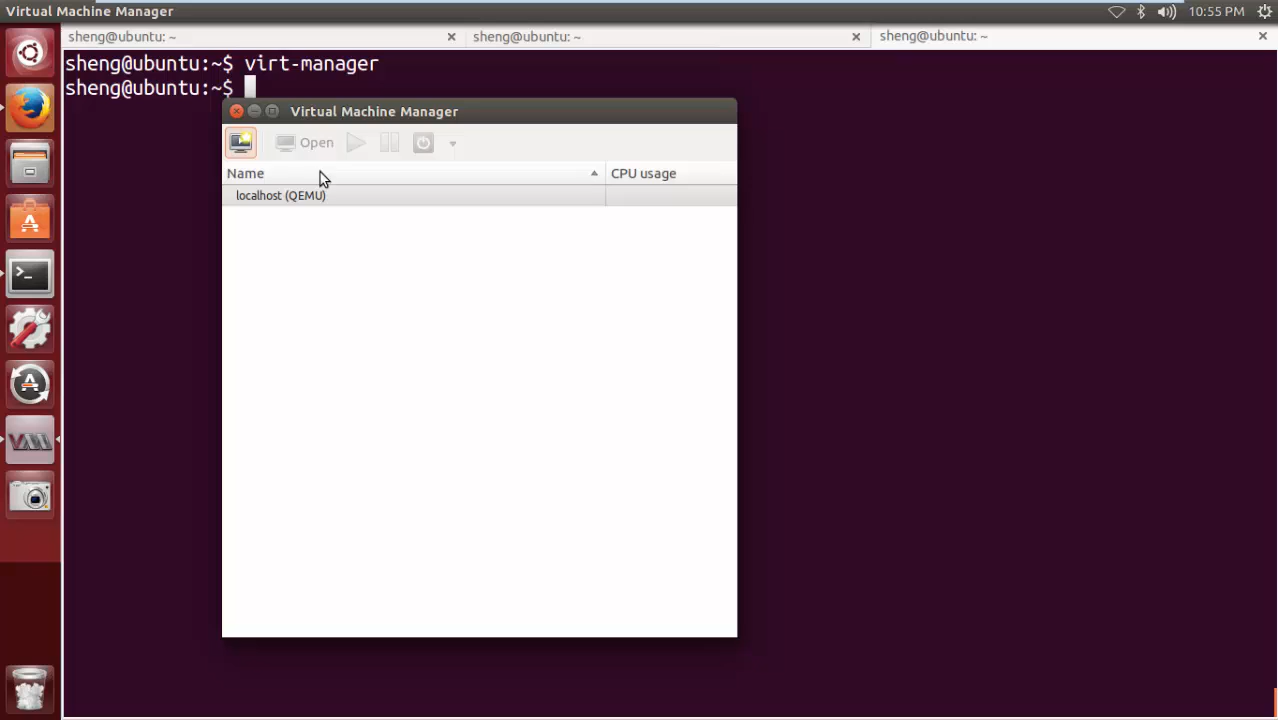 Virtual Machine Manager
10:55 PM
sheng@ubuntu: ~
sheng@ubuntu: ~
sheng@ubuntu: ~
sheng@ubuntu:~$ virt-manager
sheng@ubuntu:~$
Virtual Machine Manager
Open
Name
CPU usage
localhost (QEMU)